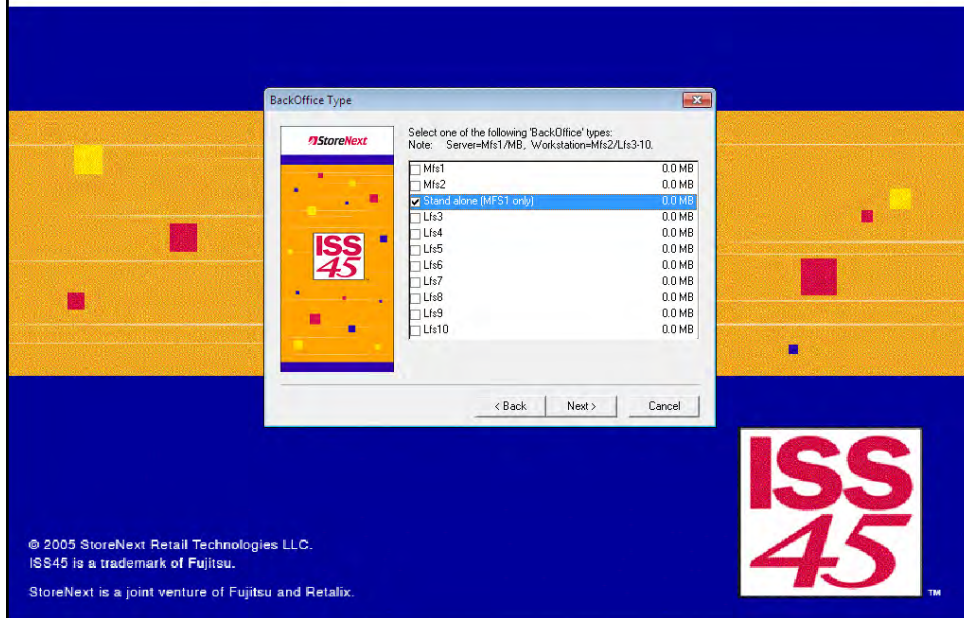 BackOffice Type
StoreNext
ISS
45
Select one of the following 'BackOffice' types:
Note: Server=Mfs1/MB, Workstation=Mfs2/Lfs3-10.
Mfs1 0.0 MB
Mfs2 0.0 MB
Stand alone (MFS1 only) 0.0 MB
Lfs3 0.0 MB
Lfs4 0.0 MB
Lfs5 0.0 MB
Lfs6 0.0 MB
Lfs7 0.0 MB
Lfs8 0.0 MB
Lfs9 0.0 MB
Lfs10 0.0 MB
< Back Next > Cancel
ISS
45
TM
© 2005 StoreNext Retail Technologies LLC.
ISS45 is a trademark of Fujitsu.
StoreNext is a joint venture of Fujitsu and Retalix.